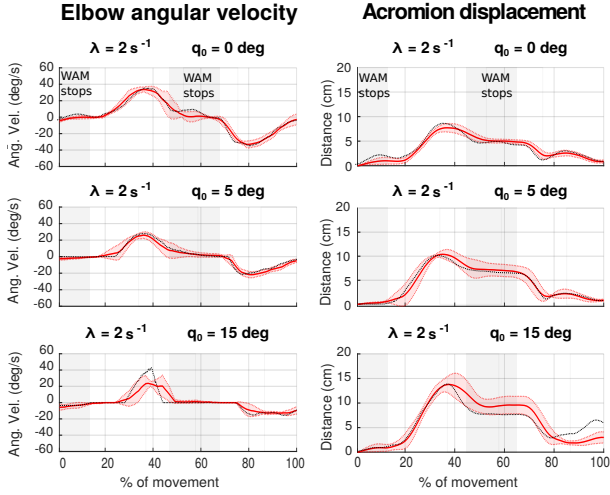 Elbow angular velocity
Acromion displacement
λ = 2 s⁻¹ q₀ = 0 deg
λ = 2 s⁻¹ q₀ = 0 deg
Ang. Vel. (deg/s)
60
40
20
0
-20
-40
-60
WAM stops
WAM stops
Distance (cm)
20
15
10
5
0
WAM stops
WAM stops
λ = 2 s⁻¹ q₀ = 5 deg
λ = 2 s⁻¹ q₀ = 5 deg
Ang. Vel. (deg/s)
60
40
20
0
-20
-40
-60
Distance (cm)
20
15
10
5
0
λ = 2 s⁻¹ q₀ = 15 deg
λ = 2 s⁻¹ q₀ = 15 deg
Ang. Vel. (deg/s)
60
40
20
0
-20
-40
-60
0 20 40 60 80 100
% of movement
Distance (cm)
20
15
10
5
0
0 20 40 60 80 100
% of movement